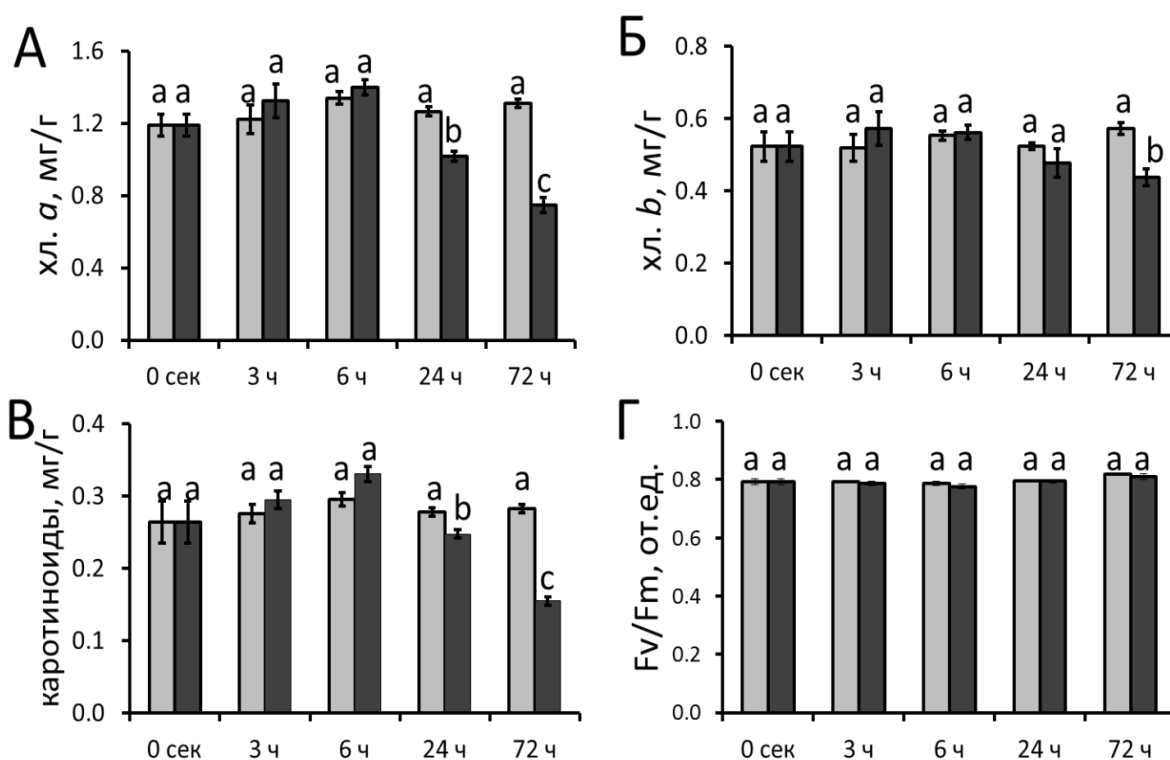 А
хл. a, мг/г
1.6
1.2
0.8
0.4
0.0
a a a a a a a b a c
0 сек 3 ч 6 ч 24 ч 72 ч
Б
хл. b, мг/г
0.8
0.6
0.4
0.2
0.0
a a a a a a a a a b
0 сек 3 ч 6 ч 24 ч 72 ч
В
каротиноиды, мг/г
0.4
0.3
0.2
0.1
0.0
a a a a a a a b a c
0 сек 3 ч 6 ч 24 ч 72 ч
Г
Fv/Fm, от.ед.
1.0
0.8
0.6
0.4
0.2
0.0
a a a a a a a a a a
0 сек 3 ч 6 ч 24 ч 72 ч